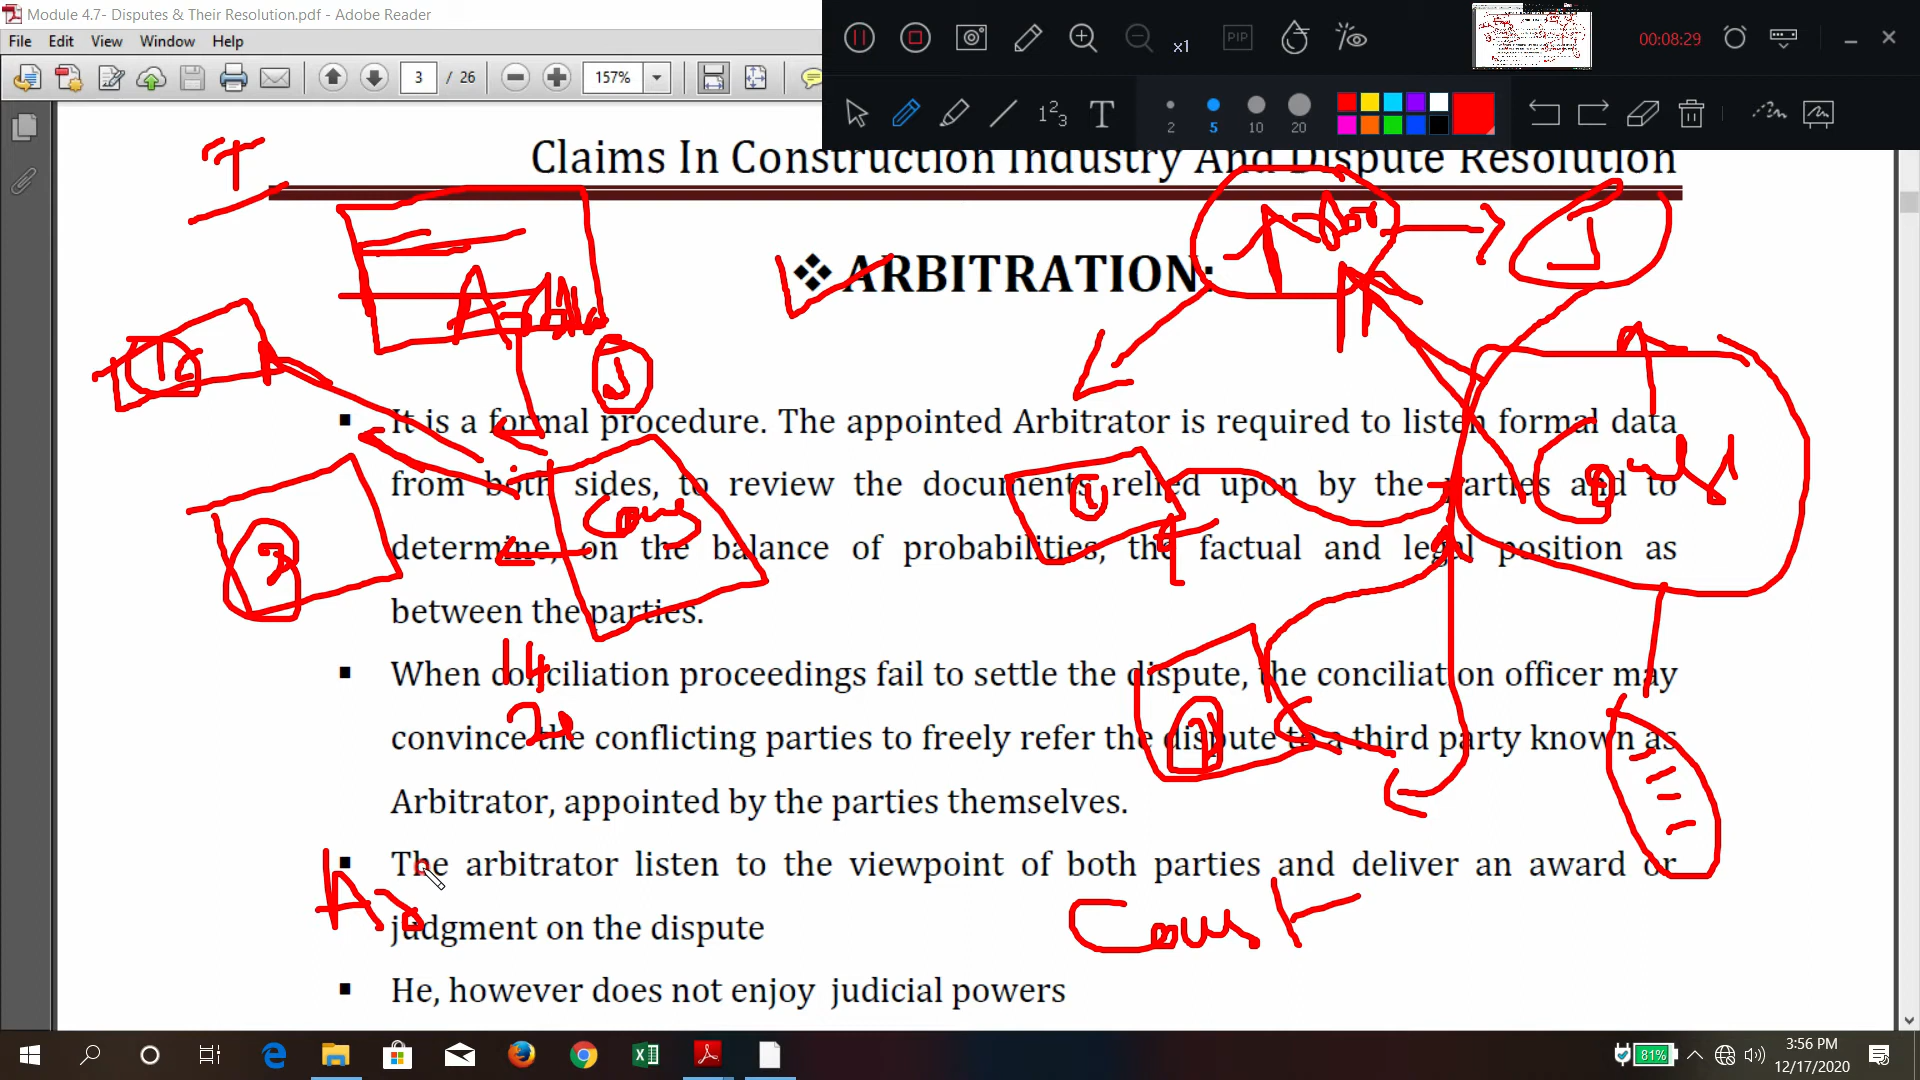 Module 4.7- Disputes & Their Resolution.pdf - Adobe Reader
File Edit View Window Help
3 / 26 157%
x1 PIP 00:08:29
1 2 3 T 2 5 10 20
Claims In Construction Industry And Dispute Resolution
T
❖ ARBITRATION:
▪ It is a formal procedure. The appointed Arbitrator is required to listen formal data
from both sides, to review the documents relied upon by the parties and to
determine, on the balance of probabilities, the factual and legal position as
between the parties.
14
▪ When conciliation proceedings fail to settle the dispute, the conciliation officer may
20
convince the conflicting parties to freely refer the dispute to a third party known as
Arbitrator, appointed by the parties themselves.
▪ The arbitrator listen to the viewpoint of both parties and deliver an award or
judgment on the dispute
Court
▪ He, however does not enjoy judicial powers
81% 3:56 PM
12/17/2020